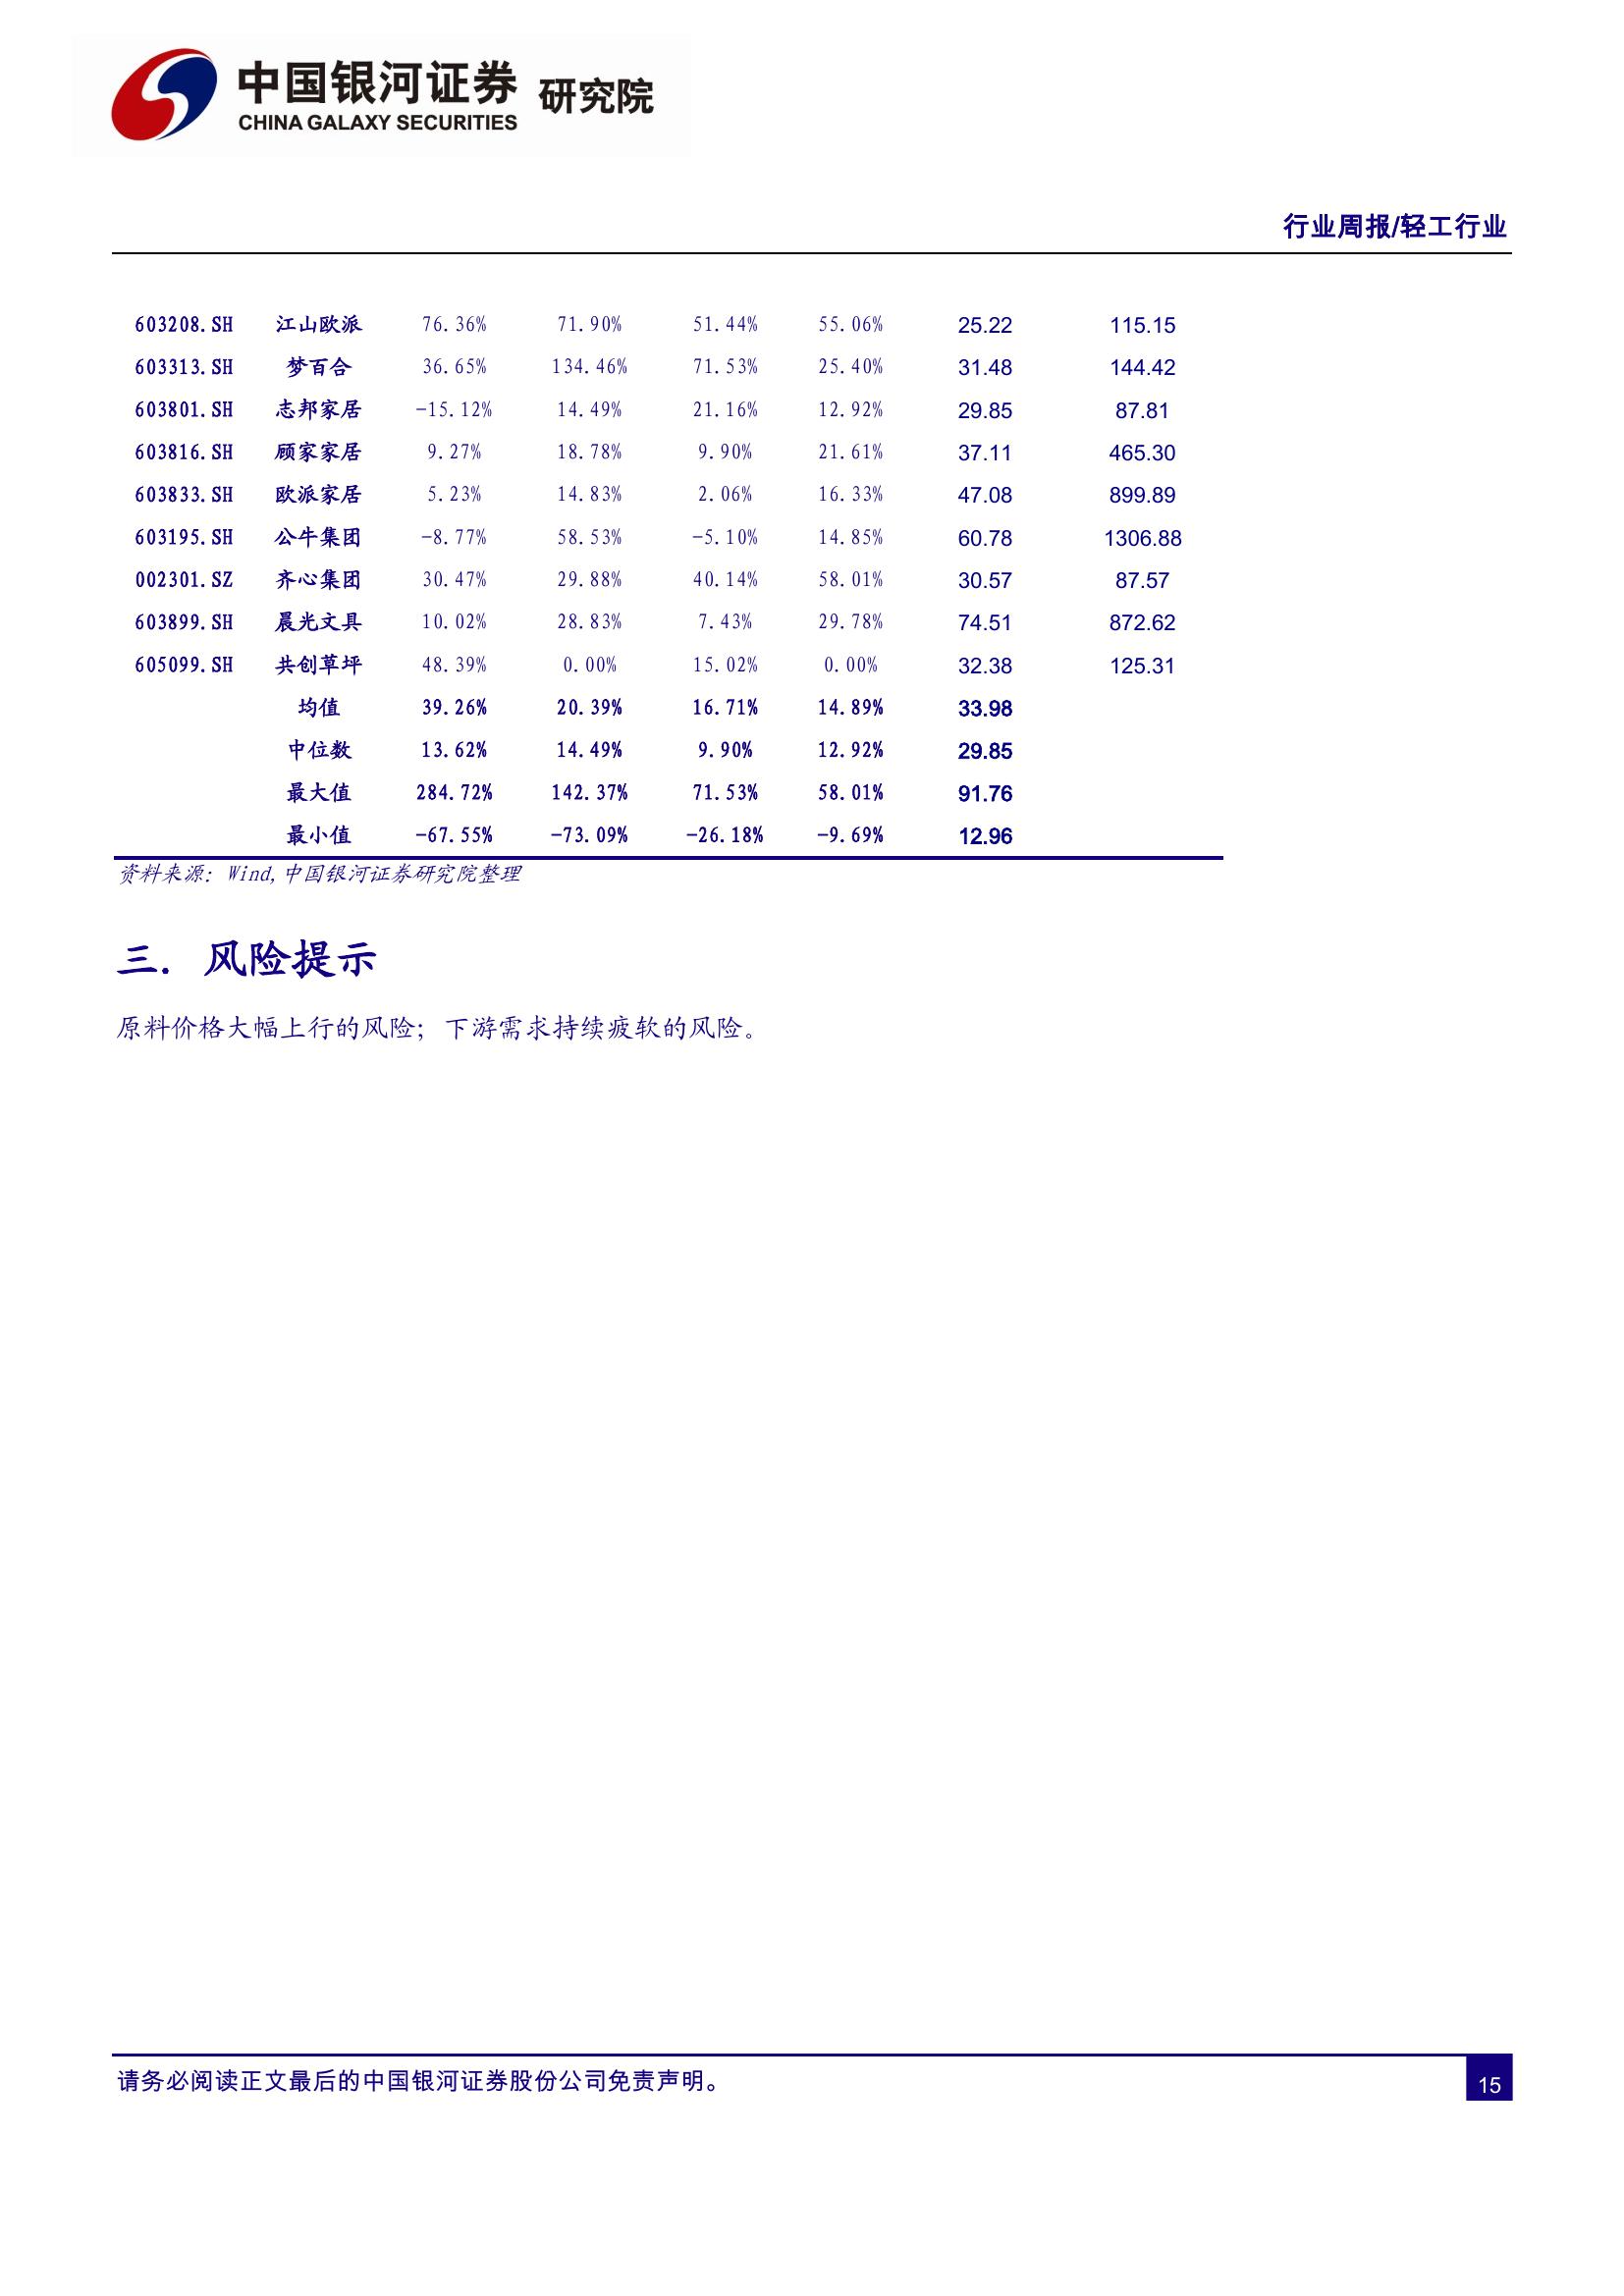 中国银河证券 研究院
CHINA GALAXY SECURITIES
行业周报/轻工行业
603208.SH 江山欧派 76.36% 71.90% 51.44% 55.06% 25.22 115.15
603313.SH 梦百合 36.65% 134.46% 71.53% 25.40% 31.48 144.42
603801.SH 志邦家居 -15.12% 14.49% 21.16% 12.92% 29.85 87.81
603816.SH 顾家家居 9.27% 18.78% 9.90% 21.61% 37.11 465.30
603833.SH 欧派家居 5.23% 14.83% 2.06% 16.33% 47.08 899.89
603195.SH 公牛集团 -8.77% 58.53% -5.10% 14.85% 60.78 1306.88
002301.SZ 齐心集团 30.47% 29.88% 40.14% 58.01% 30.57 87.57
603899.SH 晨光文具 10.02% 28.83% 7.43% 29.78% 74.51 872.62
605099.SH 共创草坪 48.39% 0.00% 15.02% 0.00% 32.38 125.31
均值 39.26% 20.39% 16.71% 14.89% 33.98
中位数 13.62% 14.49% 9.90% 12.92% 29.85
最大值 284.72% 142.37% 71.53% 58.01% 91.76
最小值 -67.55% -73.09% -26.18% -9.69% 12.96
资料来源：Wind,中国银河证券研究院整理
三. 风险提示
原料价格大幅上行的风险；下游需求持续疲软的风险。
请务必阅读正文最后的中国银河证券股份公司免责声明。
15